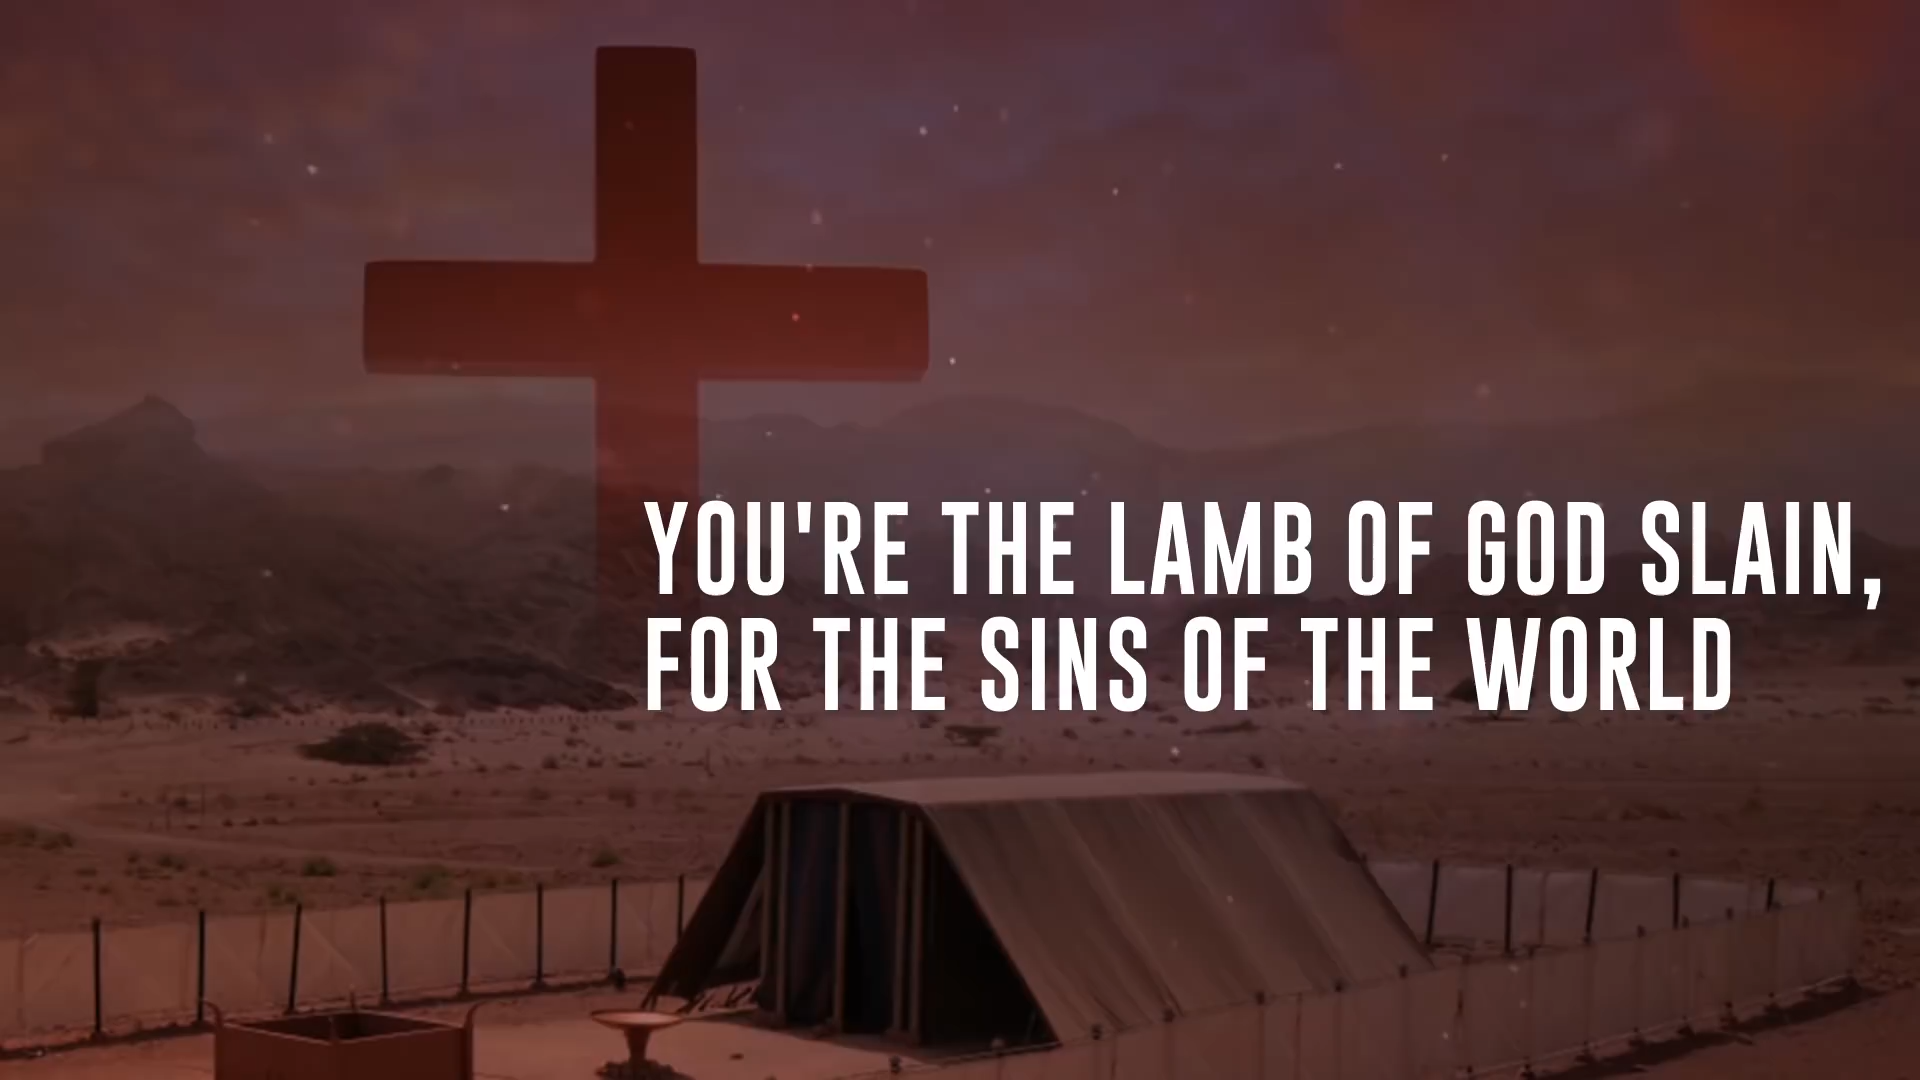 YOU'RE THE LAMB OF GOD SLAIN,
FOR THE SINS OF THE WORLD